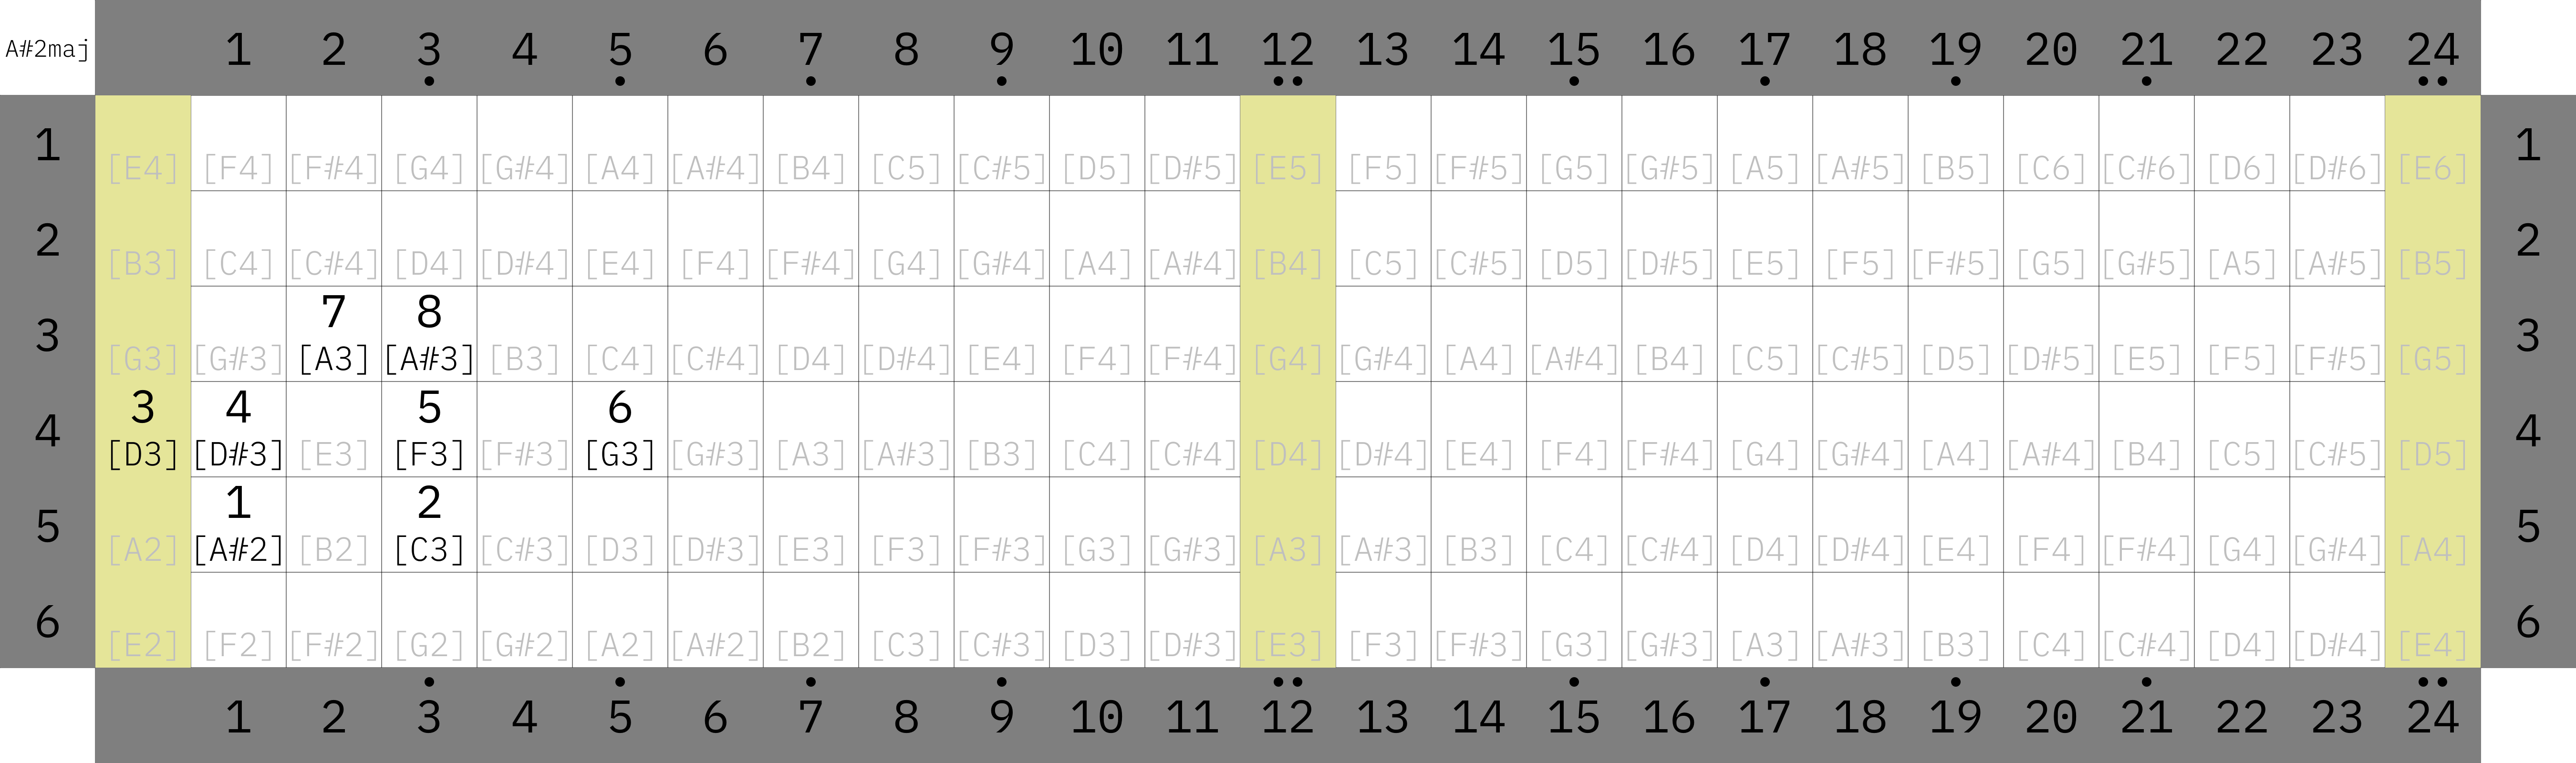 A#2maj 1 2 3 4 5 6 7 8 9 10 11 12 13 14 15 16 17 18 19 20 21 22 23 24
1 [E4] [F4] [F#4] [G4] [G#4] [A4] [A#4] [B4] [C5] [C#5] [D5] [D#5] [E5] [F5] [F#5] [G5] [G#5] [A5] [A#5] [B5] [C6] [C#6] [D6] [D#6] [E6] 1
2 [B3] [C4] [C#4] [D4] [D#4] [E4] [F4] [F#4] [G4] [G#4] [A4] [A#4] [B4] [C5] [C#5] [D5] [D#5] [E5] [F5] [F#5] [G5] [G#5] [A5] [A#5] [B5] 2
7 8
3 [G3] [G#3] [A3] [A#3] [B3] [C4] [C#4] [D4] [D#4] [E4] [F4] [F#4] [G4] [G#4] [A4] [A#4] [B4] [C5] [C#5] [D5] [D#5] [E5] [F5] [F#5] [G5] 3
3 4 5 6
4 [D3] [D#3] [E3] [F3] [F#3] [G3] [G#3] [A3] [A#3] [B3] [C4] [C#4] [D4] [D#4] [E4] [F4] [F#4] [G4] [G#4] [A4] [A#4] [B4] [C5] [C#5] [D5] 4
1 2
5 [A2] [A#2] [B2] [C3] [C#3] [D3] [D#3] [E3] [F3] [F#3] [G3] [G#3] [A3] [A#3] [B3] [C4] [C#4] [D4] [D#4] [E4] [F4] [F#4] [G4] [G#4] [A4] 5
6 [E2] [F2] [F#2] [G2] [G#2] [A2] [A#2] [B2] [C3] [C#3] [D3] [D#3] [E3] [F3] [F#3] [G3] [G#3] [A3] [A#3] [B3] [C4] [C#4] [D4] [D#4] [E4] 6
1 2 3 4 5 6 7 8 9 10 11 12 13 14 15 16 17 18 19 20 21 22 23 24